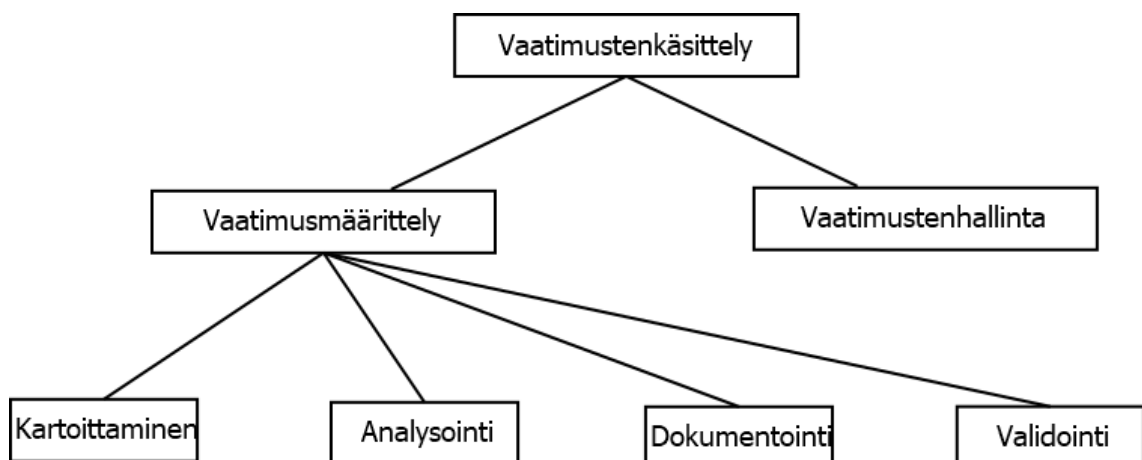 Vaatimustenkäsittely
Vaatimusmäärittely
Vaatimustenhallinta
Kartoittaminen
Analysointi
Dokumentointi
Validointi